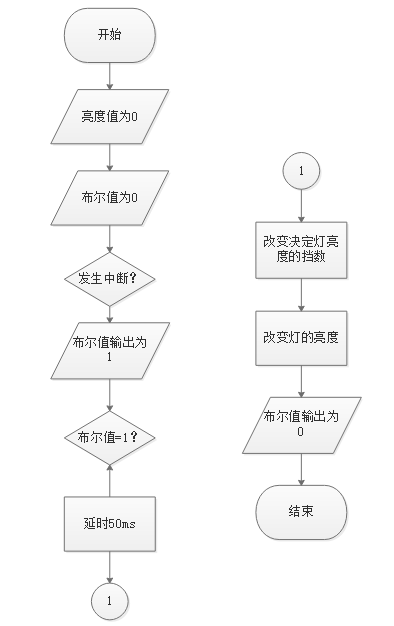 开始
亮度值为0
布尔值为0
发生中断?
布尔值输出为
1
布尔值=1?
延时50ms
1
1
改变决定灯亮
度的挡数
改变灯的亮度
布尔值输出为
0
结束